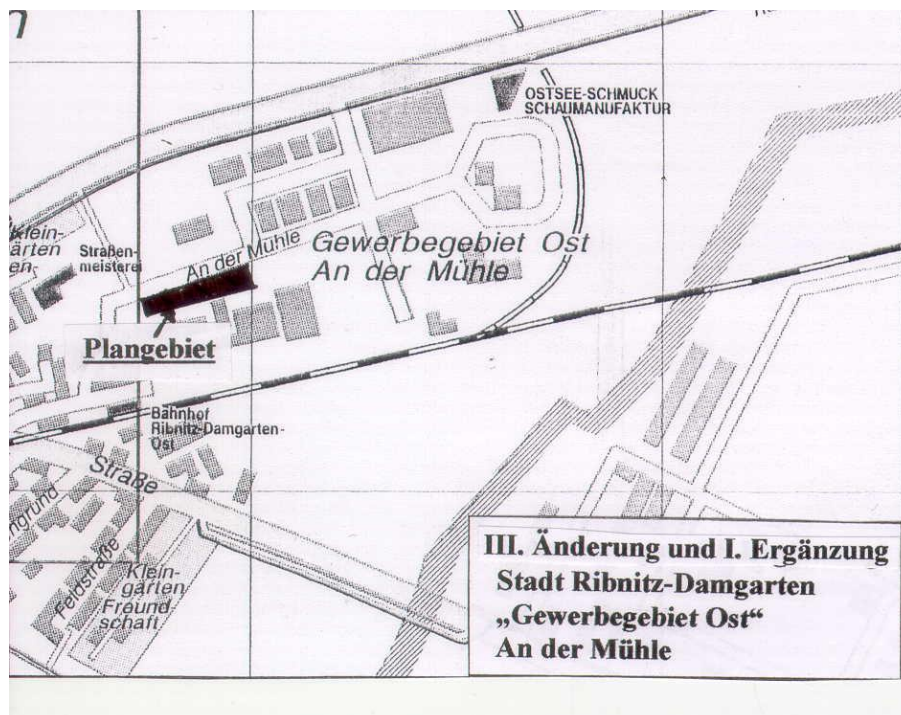 OSTSEE-SCHMUCK
SCHAUMANUFAKTUR
Klein-
gärten
Straßen-
meisterei
An der Mühle
Gewerbegebiet Ost
An der Mühle
Plangebiet
Bahnhof
Ribnitz-Damgarten-
Ost
Straße
Feldstraße
Klein-
gärten
Freund-
schaft
III. Änderung und I. Ergänzung
Stadt Ribnitz-Damgarten
„Gewerbegebiet Ost“
An der Mühle